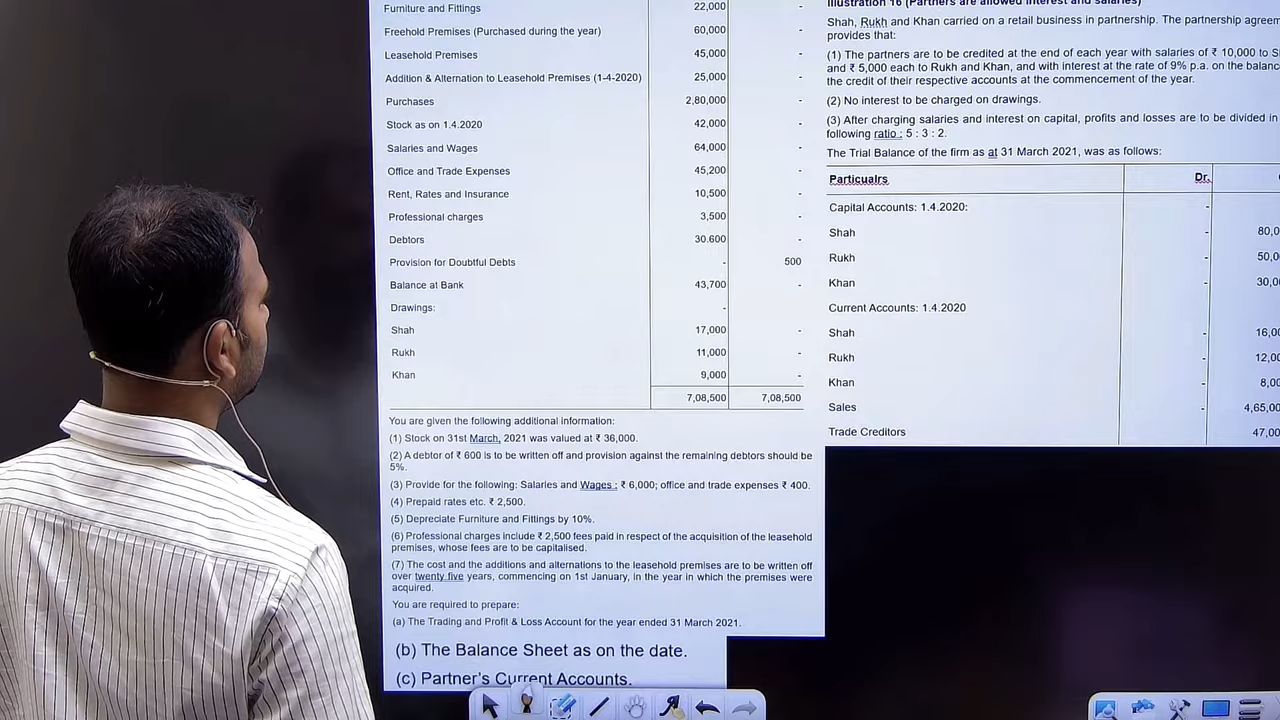 Furniture and Fittings 22,000 -
Freehold Premises (Purchased during the year) 60,000 -
Leasehold Premises 45,000 -
Addition & Alternation to Leasehold Premises (1-4-2020) 25,000 -
Purchases 2,80,000 -
Stock as on 1.4.2020 42,000 -
Salaries and Wages 64,000 -
Office and Trade Expenses 45,200 -
Rent, Rates and Insurance 10,500 -
Professional charges 3,500 -
Debtors 30.600 -
Provision for Doubtful Debts - 500
Balance at Bank 43,700 -
Drawings: -
Shah 17,000 -
Rukh 11,000 -
Khan 9,000 -
7,08,500 7,08,500
You are given the following additional information:
(1) Stock on 31st March, 2021 was valued at ₹ 36,000.
(2) A debtor of ₹ 600 is to be written off and provision against the remaining debtors should be
5%.
(3) Provide for the following: Salaries and Wages : ₹ 6,000; office and trade expenses ₹ 400.
(4) Prepaid rates etc. ₹ 2,500.
(5) Depreciate Furniture and Fittings by 10%.
(6) Professional charges include ₹ 2,500 fees paid in respect of the acquisition of the leasehold
premises, whose fees are to be capitalised.
(7) The cost and the additions and alternations to the leasehold premises are to be written off
over twenty five years, commencing on 1st January, in the year in which the premises were
acquired.
You are required to prepare:
(a) The Trading and Profit & Loss Account for the year ended 31 March 2021.
(b) The Balance Sheet as on the date.
(c) Partner's Current Accounts.
Illustration 16 (Partners are allowed interest and salaries)
Shah, Rukh and Khan carried on a retail business in partnership. The partnership agreem
provides that:
(1) The partners are to be credited at the end of each year with salaries of ₹ 10,000 to S
and ₹ 5,000 each to Rukh and Khan, and with interest at the rate of 9% p.a. on the balanc
the credit of their respective accounts at the commencement of the year.
(2) No interest to be charged on drawings.
(3) After charging salaries and interest on capital, profits and losses are to be divided in
following ratio : 5 : 3 : 2.
The Trial Balance of the firm as at 31 March 2021, was as follows:
Particualrs Dr.
Capital Accounts: 1.4.2020: -
Shah - 80,0
Rukh - 50,0
Khan - 30,0
Current Accounts: 1.4.2020
Shah - 16,0
Rukh - 12,0
Khan - 8,0
Sales - 4,65,00
Trade Creditors 47,00